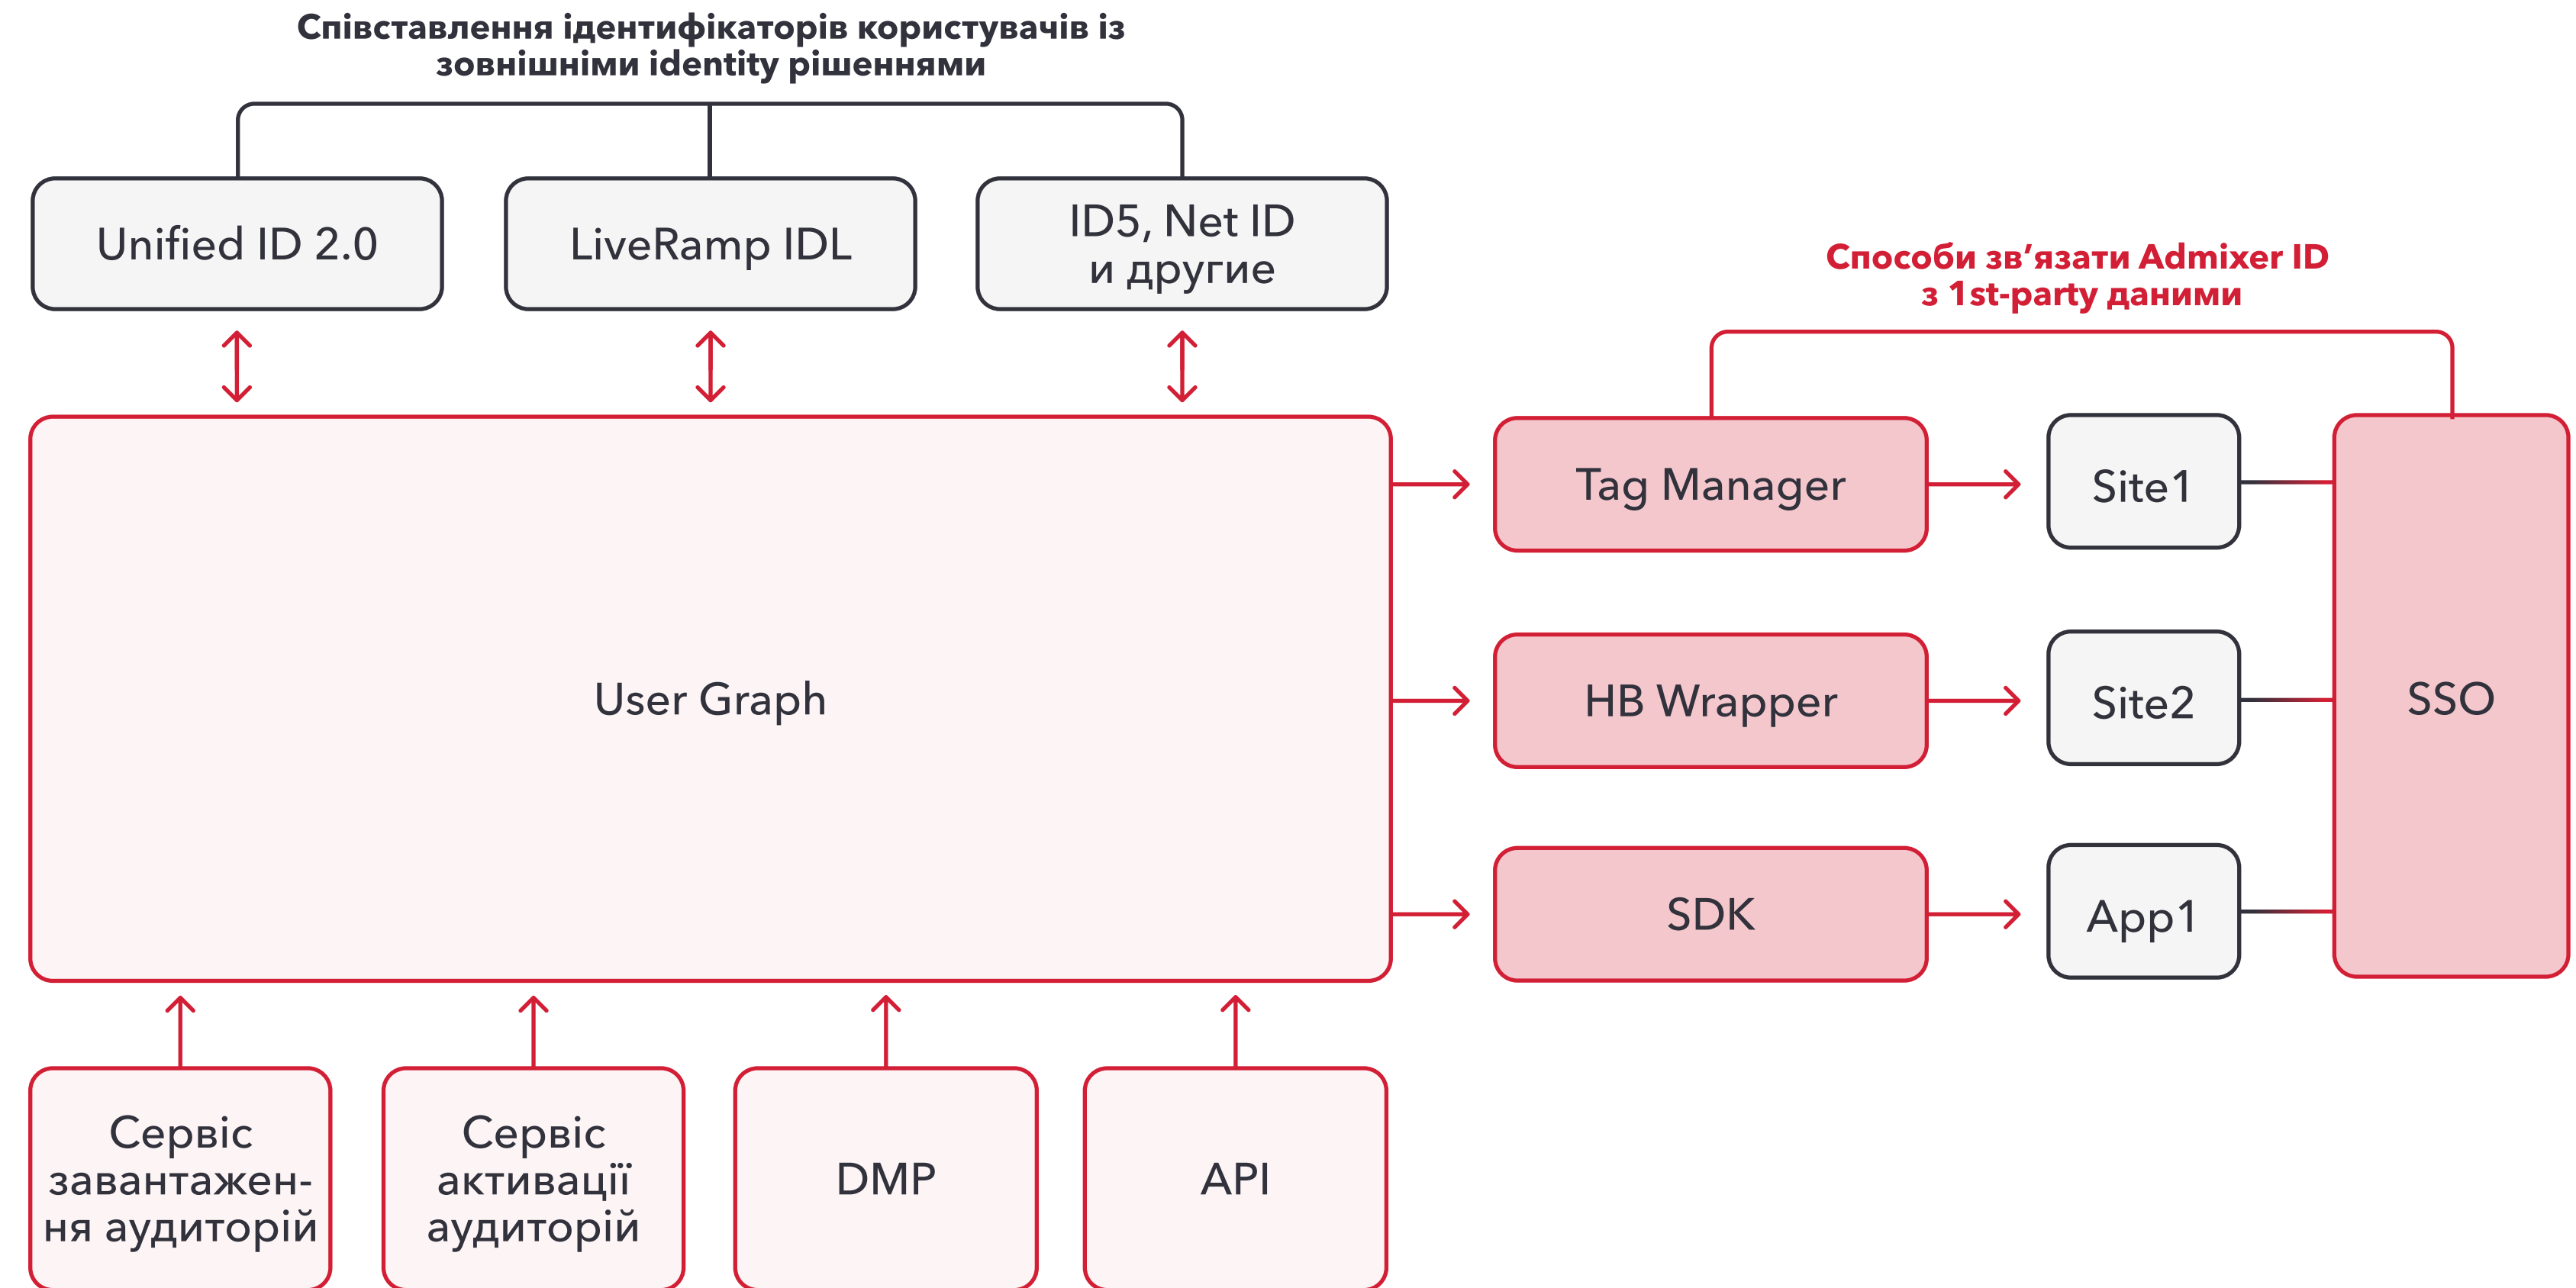 Співставлення ідентифікаторів користувачів із
зовнішніми identity рішеннями
Unified ID 2.0
LiveRamp IDL
ID5, Net ID
и другие
Способи зв’язати Admixer ID
з 1st-party даними
User Graph
Tag Manager
Site1
HB Wrapper
Site2
SSO
SDK
App1
Сервіс
завантажен-
ня аудиторій
Сервіс
активації
аудиторій
DMP
API